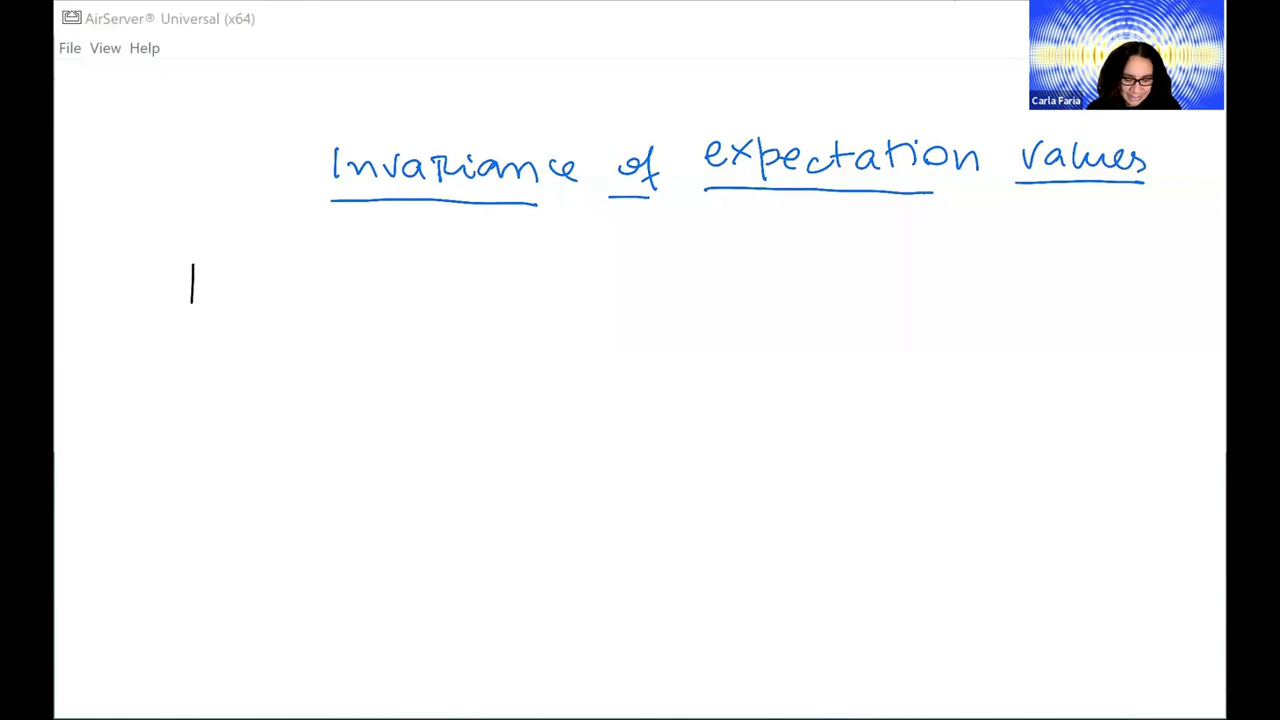 AirServer® Universal (x64)
File View Help
Carla Faria
Invariance of expectation values
|